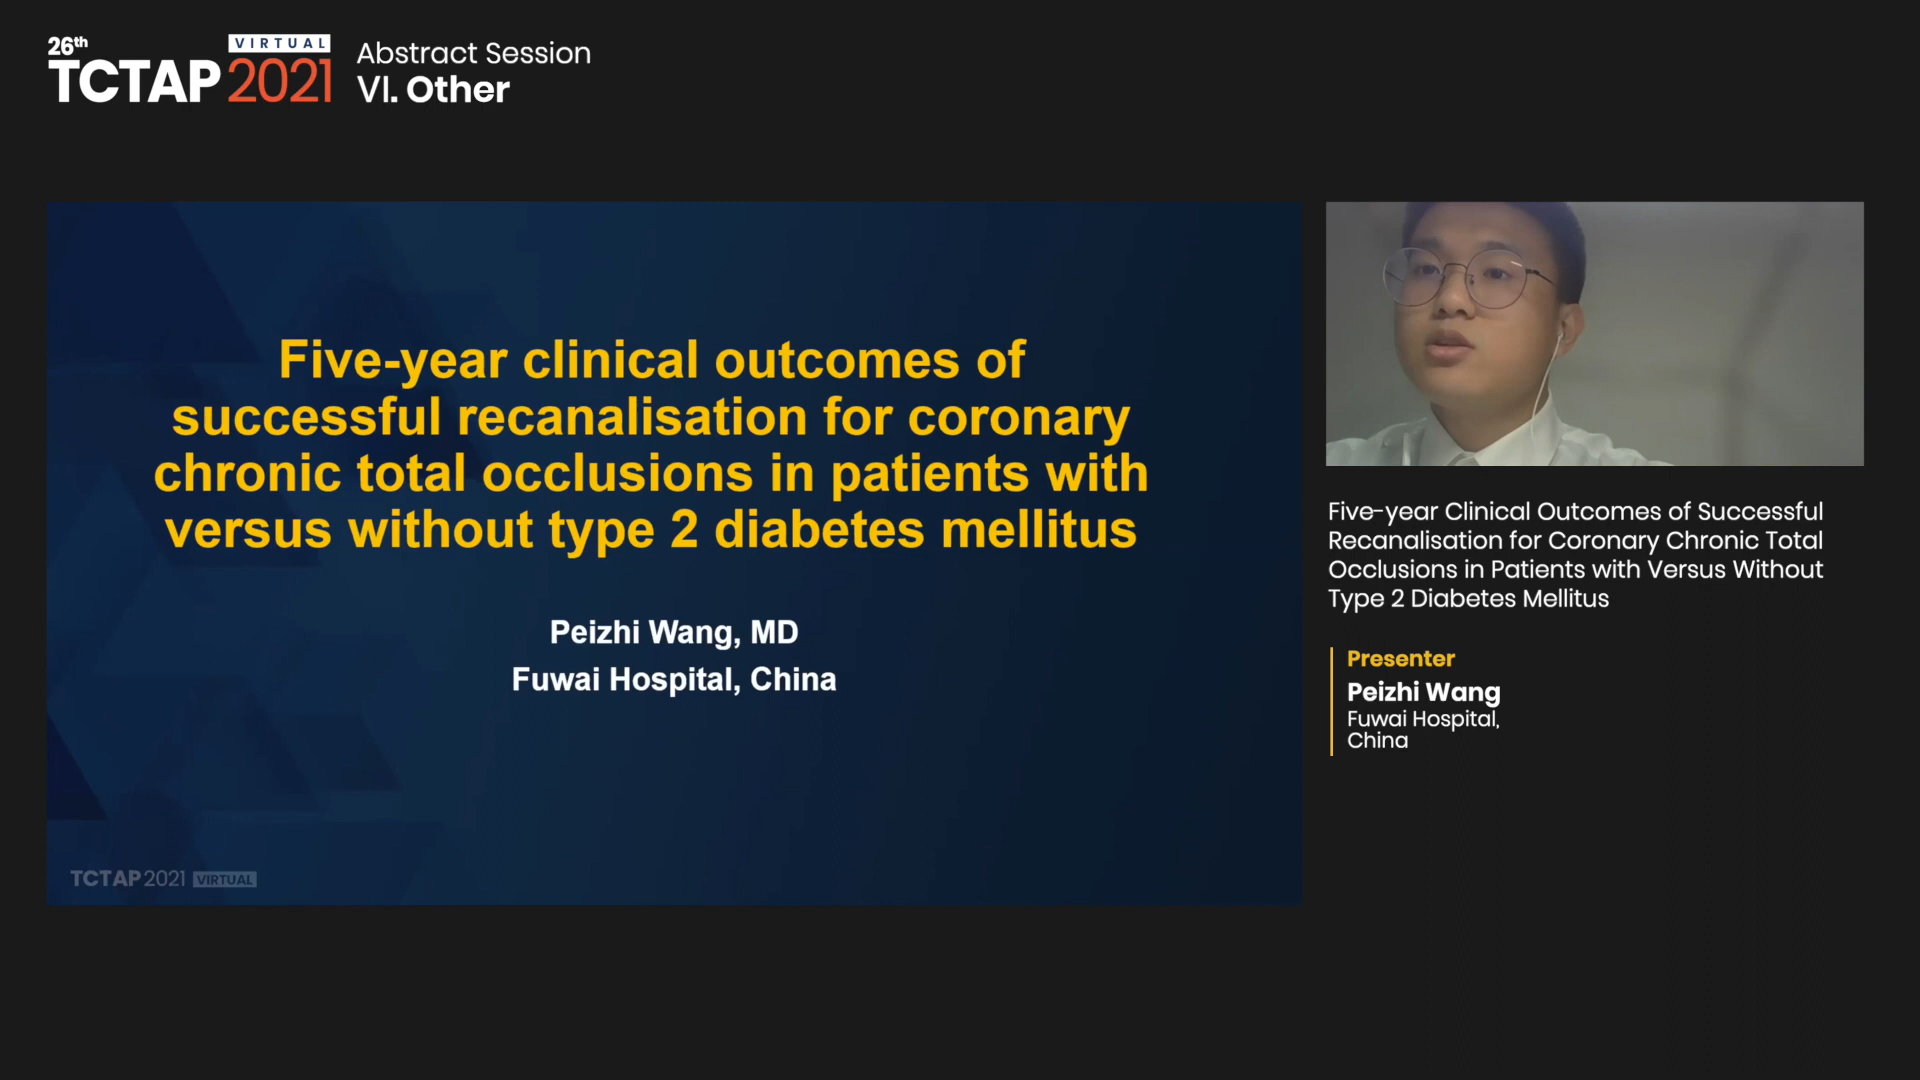 26th
VIRTUAL
TCTAP 2021
Abstract Session
VI. Other
Five-year clinical outcomes of
successful recanalisation for coronary
chronic total occlusions in patients with
versus without type 2 diabetes mellitus
Peizhi Wang, MD
Fuwai Hospital, China
TCTAP 2021 VIRTUAL
Five-year Clinical Outcomes of Successful
Recanalisation for Coronary Chronic Total
Occlusions in Patients with Versus Without
Type 2 Diabetes Mellitus
Presenter
Peizhi Wang
Fuwai Hospital,
China